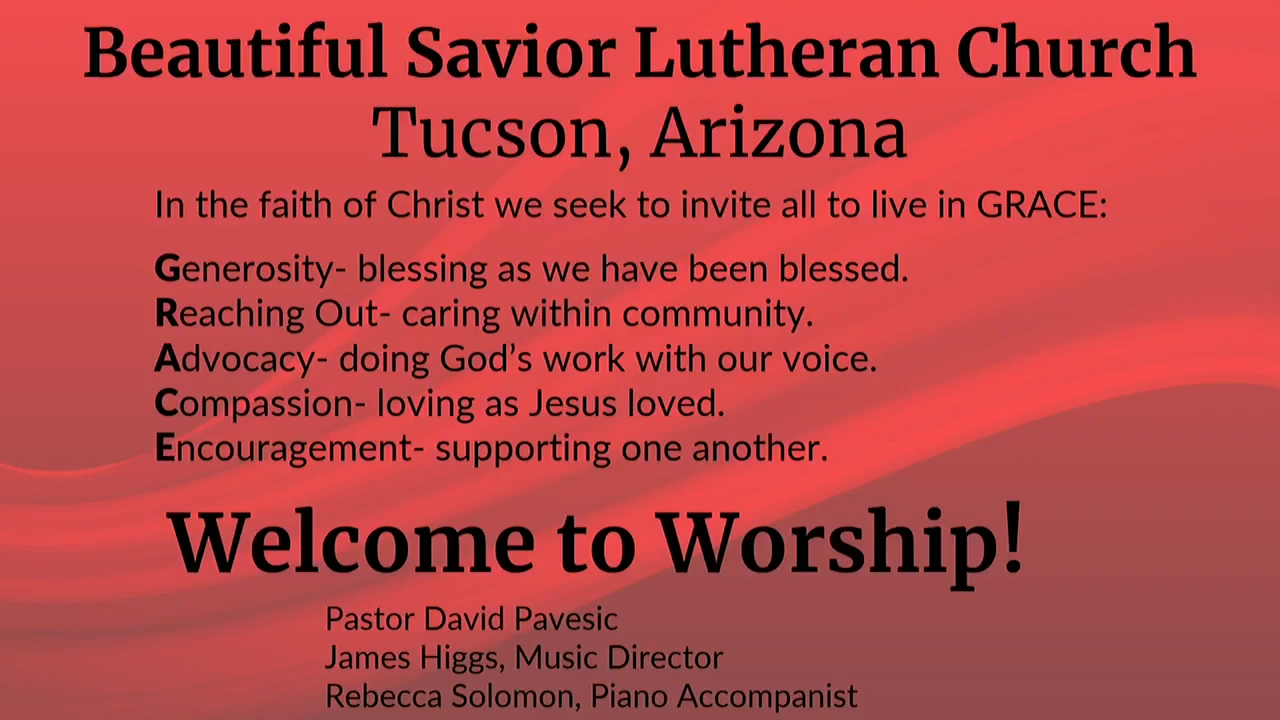 Beautiful Savior Lutheran Church
Tucson, Arizona
In the faith of Christ we seek to invite all to live in GRACE:
Generosity- blessing as we have been blessed.
Reaching Out- caring within community.
Advocacy- doing God’s work with our voice.
Compassion- loving as Jesus loved.
Encouragement- supporting one another.
Welcome to Worship!
Pastor David Pavesic
James Higgs, Music Director
Rebecca Solomon, Piano Accompanist